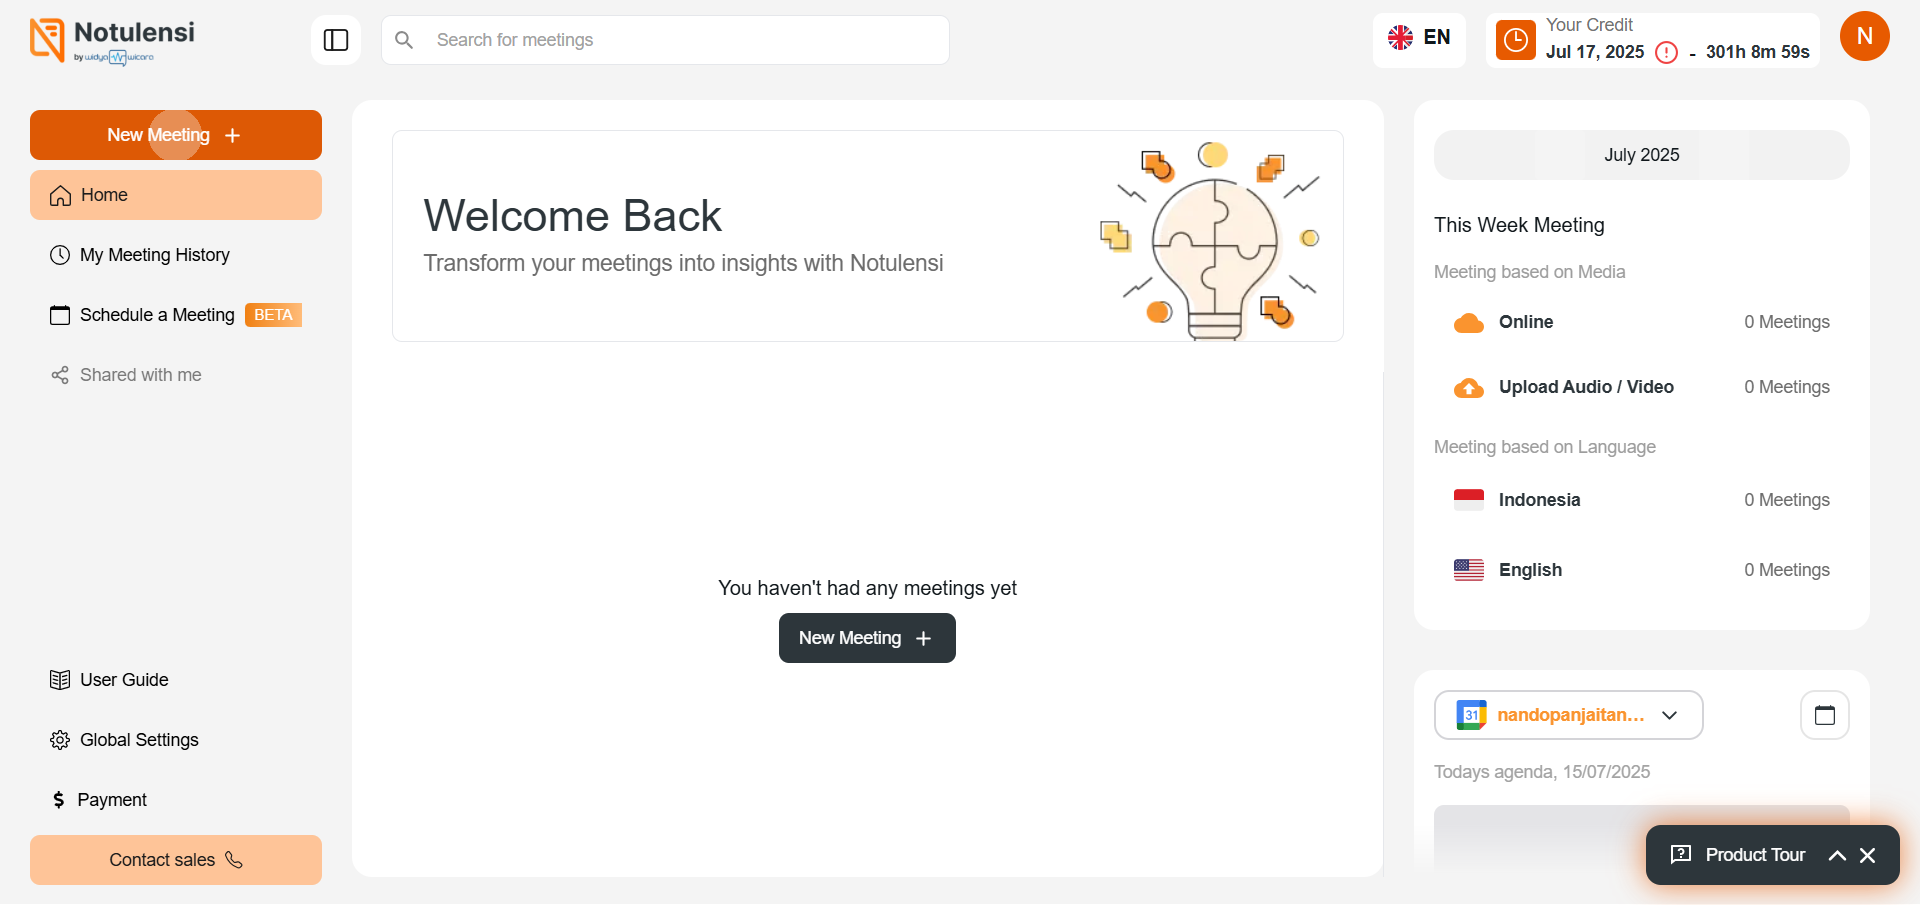 Notulensi
by widya wicara
Search for meetings
EN
Your Credit
Jul 17, 2025 - 301h 8m 59s
N
New Meeting
Home
My Meeting History
Schedule a Meeting BETA
Shared with me
User Guide
Global Settings
Payment
Contact sales
Welcome Back
Transform your meetings into insights with Notulensi
You haven't had any meetings yet
New Meeting
July 2025
This Week Meeting
Meeting based on Media
Online 0 Meetings
Upload Audio / Video 0 Meetings
Meeting based on Language
Indonesia 0 Meetings
English 0 Meetings
31 nandopanjaitan...
Todays agenda, 15/07/2025
Product Tour